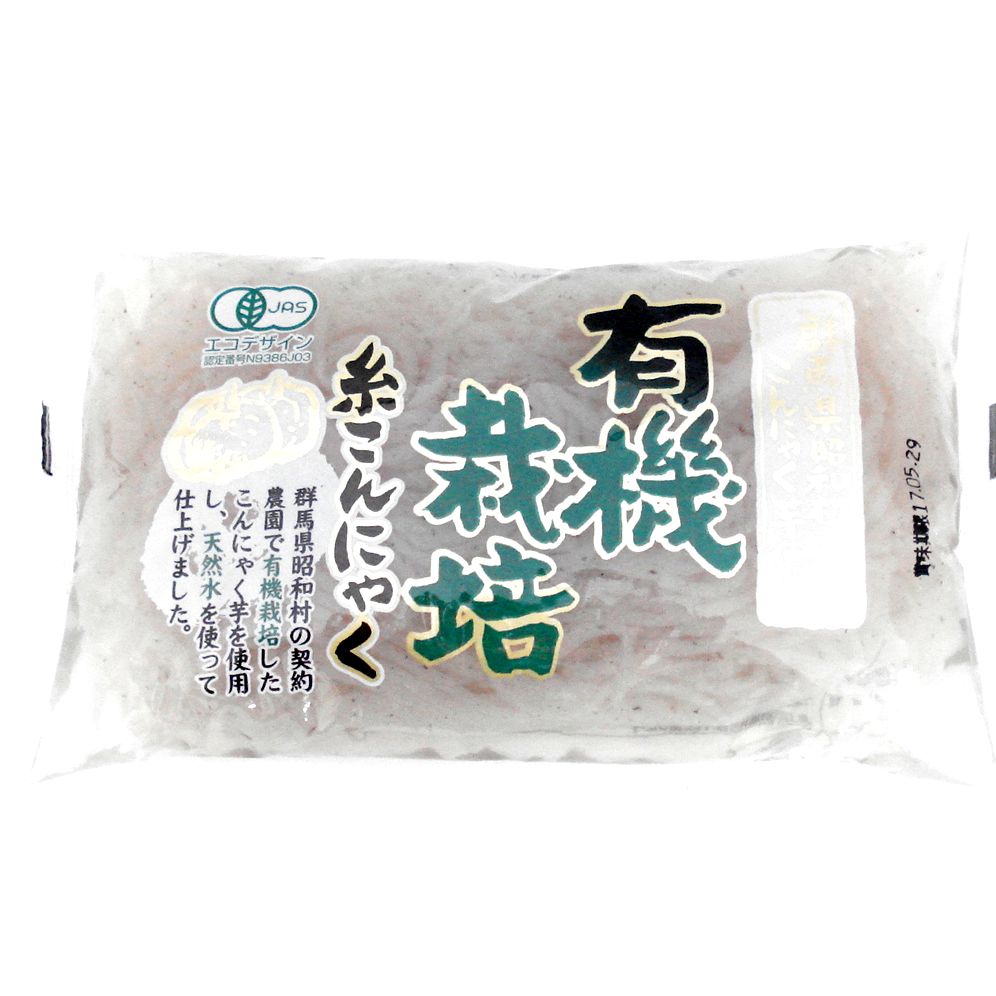 有機
栽培
糸こんにゃく
JAS
エコデザイン
認定番号N9386J03
群馬県昭和村の契約
農園で有機栽培した
こんにゃく芋を使用
し、天然水を使って
仕上げました。
賞味期限17.05.29